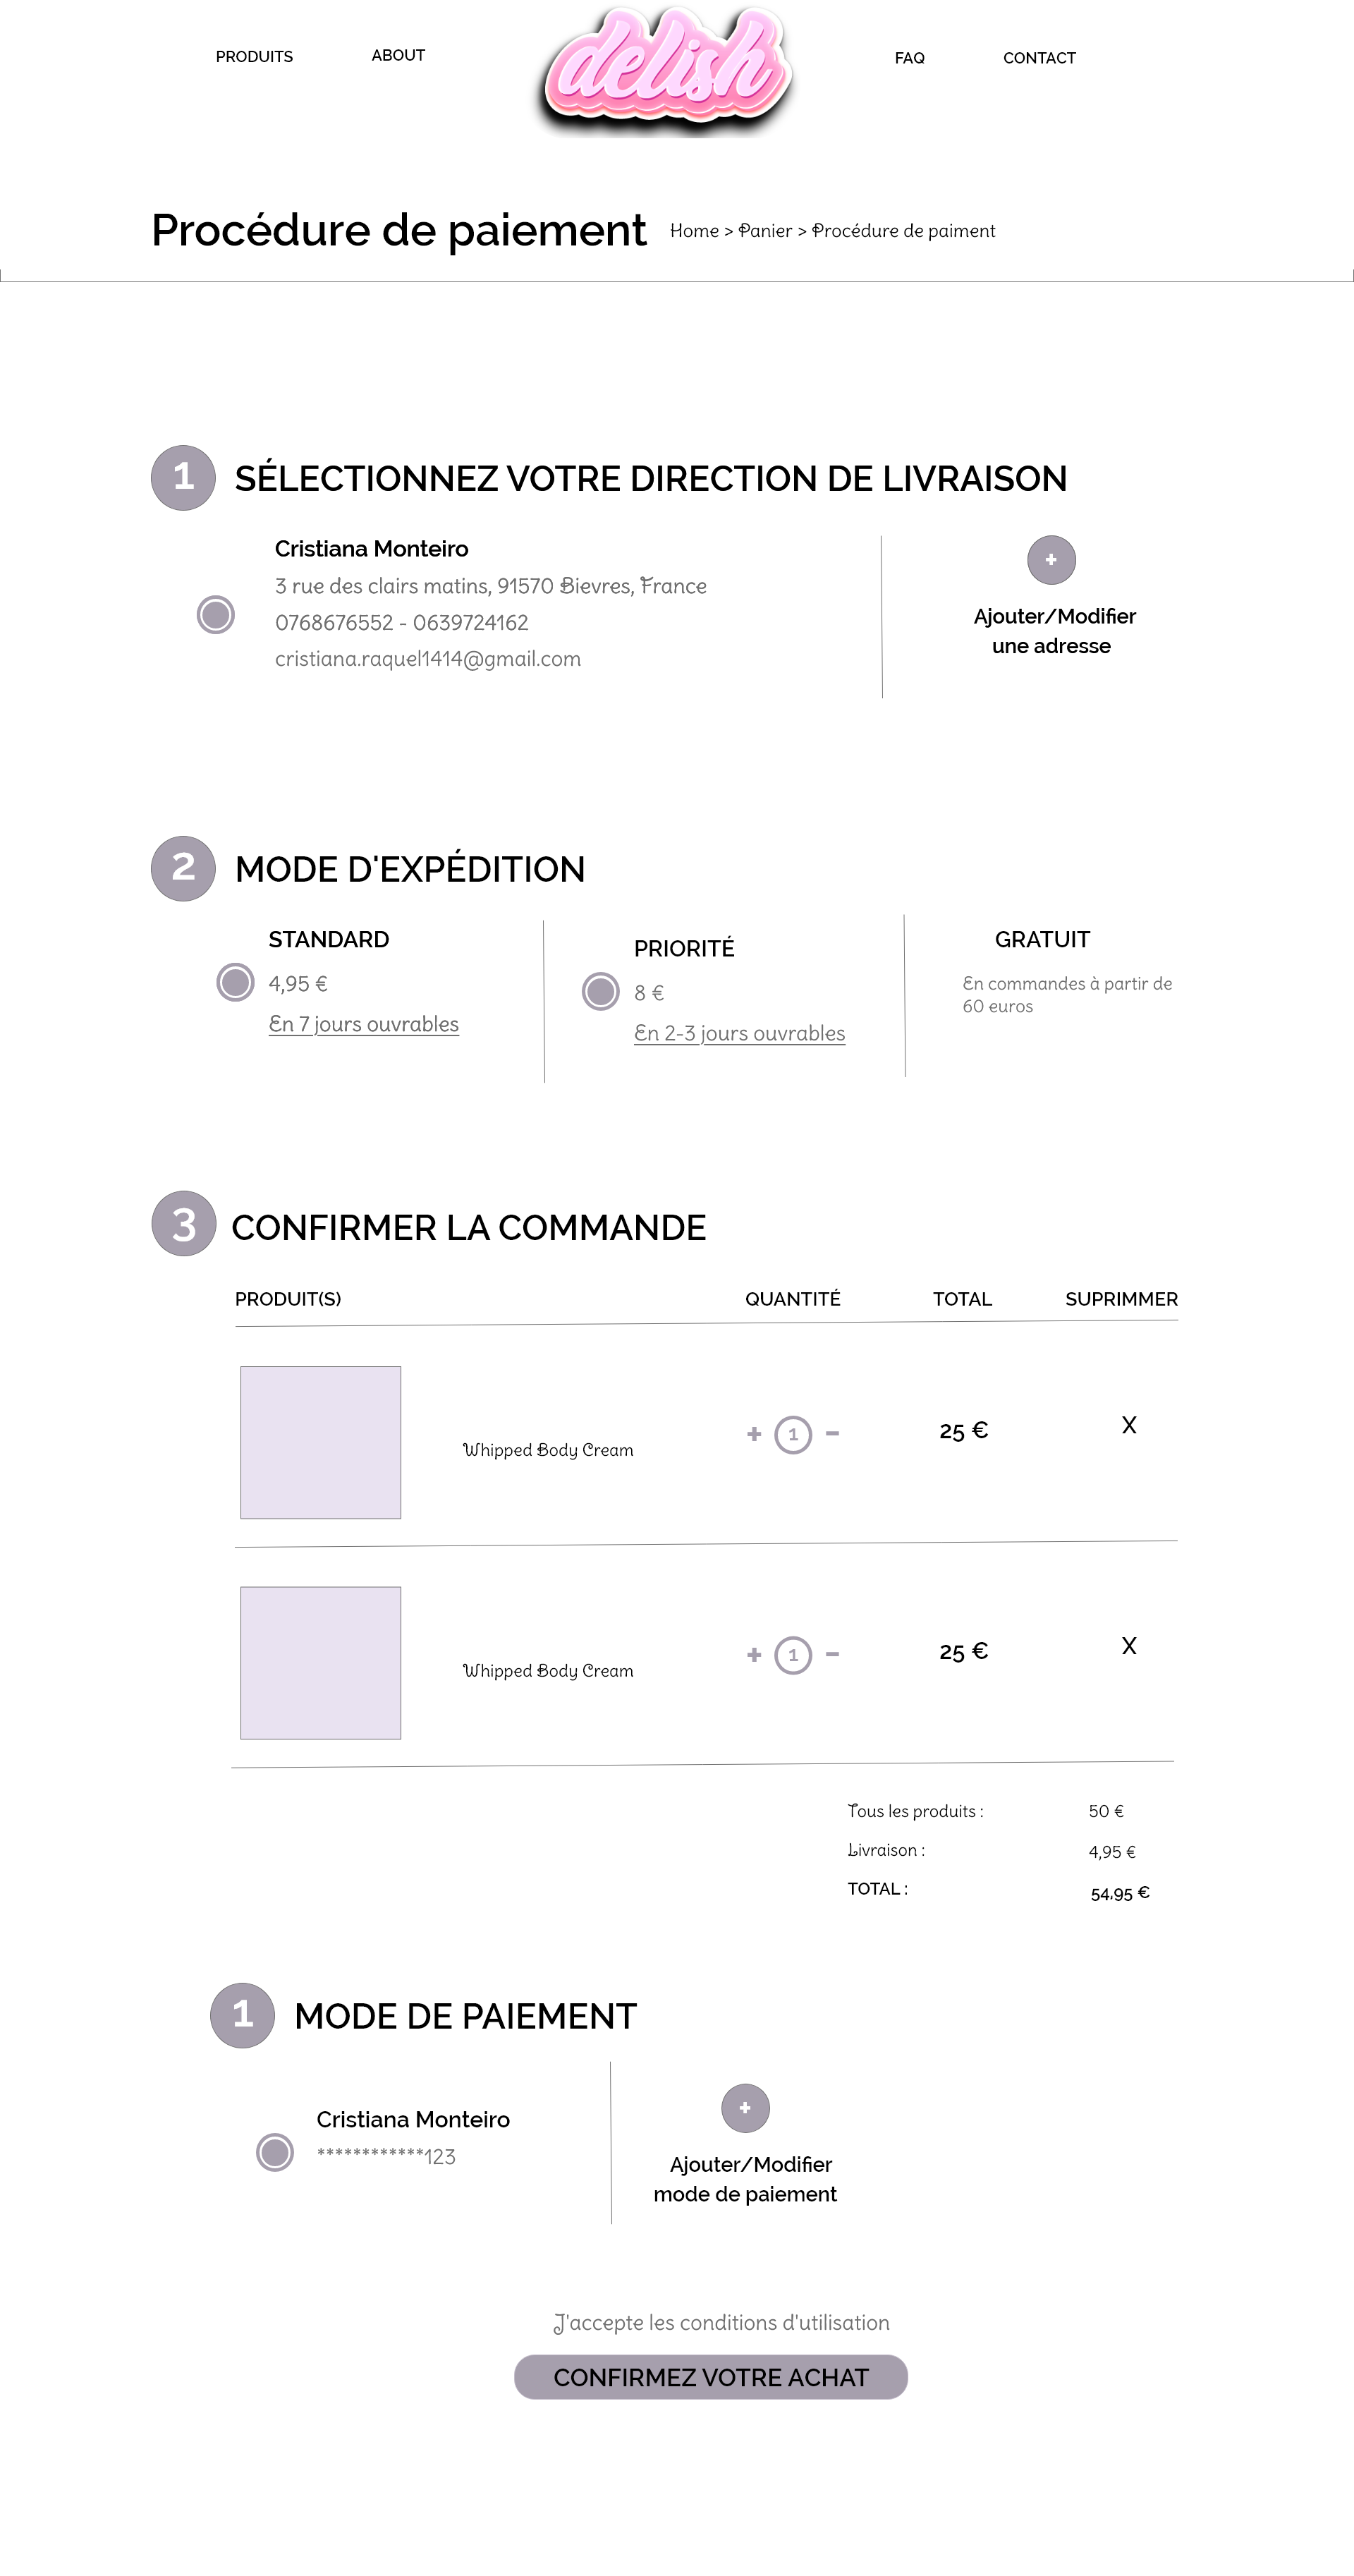 PRODUITS ABOUT delish FAQ CONTACT
Procédure de paiement Home > Panier > Procédure de paiment
1 SÉLECTIONNEZ VOTRE DIRECTION DE LIVRAISON
Cristiana Monteiro
3 rue des clairs matins, 91570 Bievres, France
0768676552 - 0639724162
cristiana.raquel1414@gmail.com
+
Ajouter/Modifier
une adresse
2 MODE D'EXPÉDITION
STANDARD
4,95 €
En 7 jours ouvrables
PRIORITÉ
8 €
En 2-3 jours ouvrables
GRATUIT
En commandes à partir de
60 euros
3 CONFIRMER LA COMMANDE
PRODUIT(S) QUANTITÉ TOTAL SUPRIMMER
Whipped Body Cream + 1 - 25 € X
Whipped Body Cream + 1 - 25 € X
Tous les produits : 50 €
Livraison : 4,95 €
TOTAL : 54,95 €
1 MODE DE PAIEMENT
Cristiana Monteiro
************123
+
Ajouter/Modifier
mode de paiement
J'accepte les conditions d'utilisation
CONFIRMEZ VOTRE ACHAT